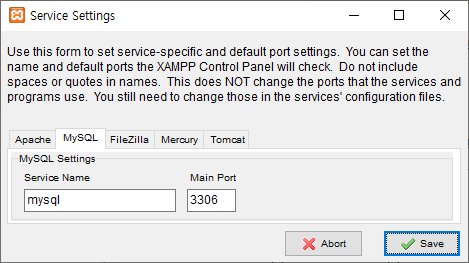 Service Settings
Use this form to set service-specific and default port settings. You can set the
name and default ports the XAMPP Control Panel will check. Do not include
spaces or quotes in names. This does NOT change the ports that the services and
programs use. You still need to change those in the services' configuration files.
Apache MySQL FileZilla Mercury Tomcat
MySQL Settings
Service Name Main Port
mysql 3306
Abort Save